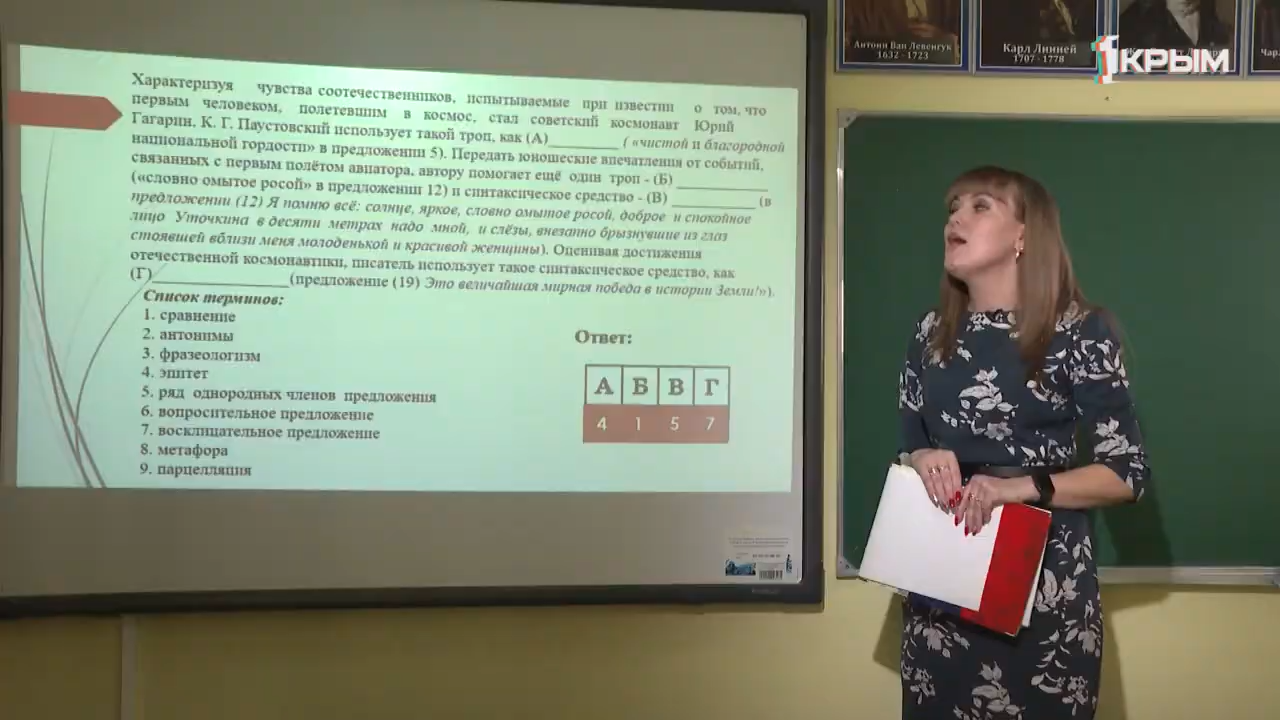 Характеризуя чувства соотечественников, испытываемые при известии о том, что
первым человеком, полетевшим в космос, стал советский космонавт Юрий
Гагарин, К. Г. Паустовский использует такой троп, как (А)_________ ( «чистой и благородной
национальной гордости» в предложении 5). Передать юношеские впечатления от событий,
связанных с первым полётом авиатора, автору помогает ещё один троп - (Б) ____________
(«словно омытое росой» в предложении 12) и синтаксическое средство - (В) ___________ (в
предложении (12) Я помню всё: солнце, яркое, словно омытое росой, доброе и спокойное
лицо Уточкина в десяти метрах надо мной, и слёзы, внезапно брызнувшие из глаз
стоявшей вблизи меня молоденькой и красивой женщины). Оценивая достижения
отечественной космонавтики, писатель использует такое синтаксическое средство, как
(Г)__________________(предложение (19) Это величайшая мирная победа в истории Земли!»).
Список терминов:
1. сравнение
2. антонимы
3. фразеологизм
4. эпитет
5. ряд однородных членов предложения
6. вопросительное предложение
7. восклицательное предложение
8. метафора
9. парцелляция
Ответ:
А Б В Г
4 1 5 7
Антони Ван Левенгук
1632 - 1723
Карл Линней
1707 - 1778
1КРЫМ